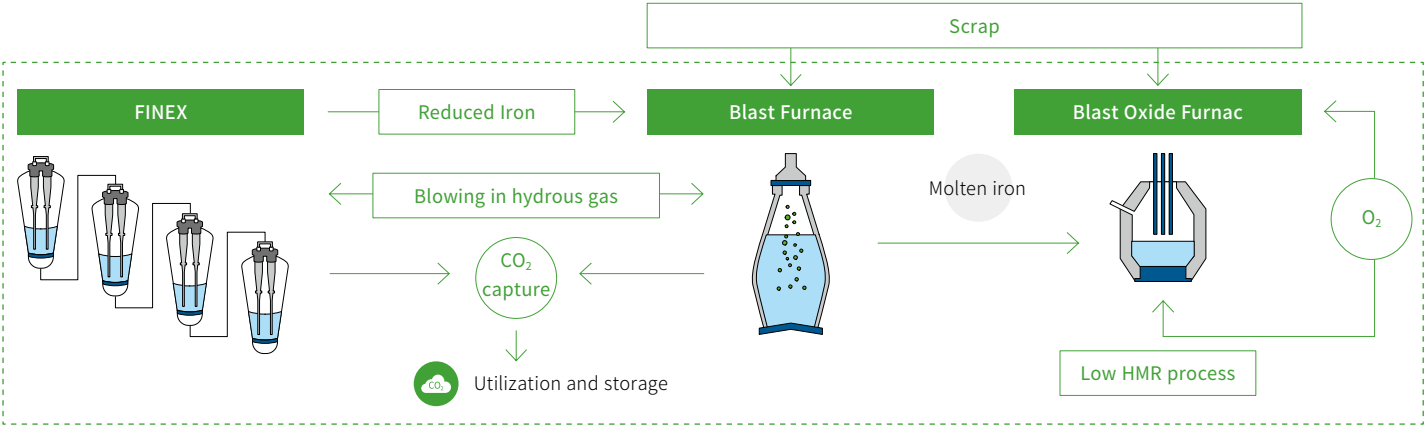 Scrap
FINEX
Reduced Iron
Blast Furnace
Blast Oxide Furnac
Blowing in hydrous gas
Molten iron
O₂
CO₂
capture
Low HMR process
CO₂
Utilization and storage